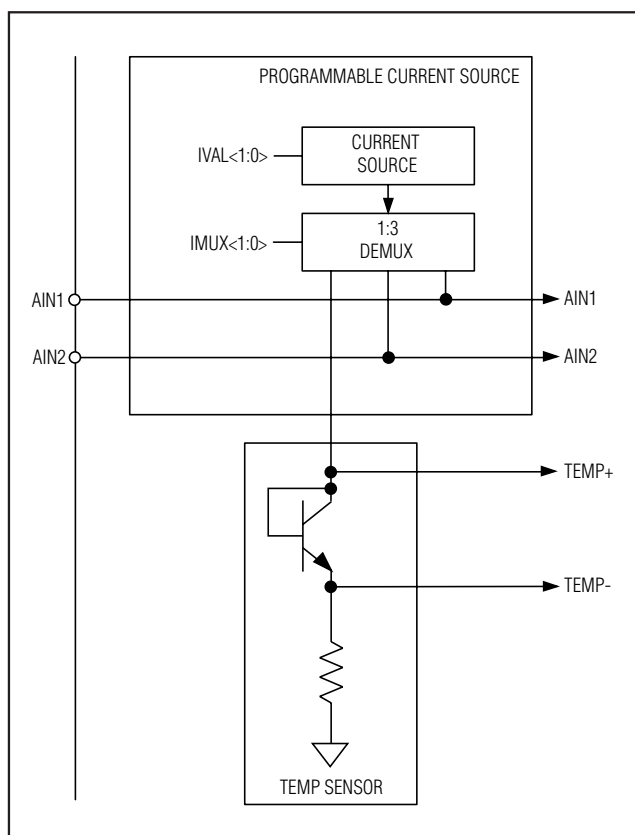 PROGRAMMABLE CURRENT SOURCE
CURRENT
SOURCE
IVAL<1:0>
1:3
DEMUX
IMUX<1:0>
AIN1
AIN1
AIN2
AIN2
TEMP+
TEMP-
TEMP SENSOR